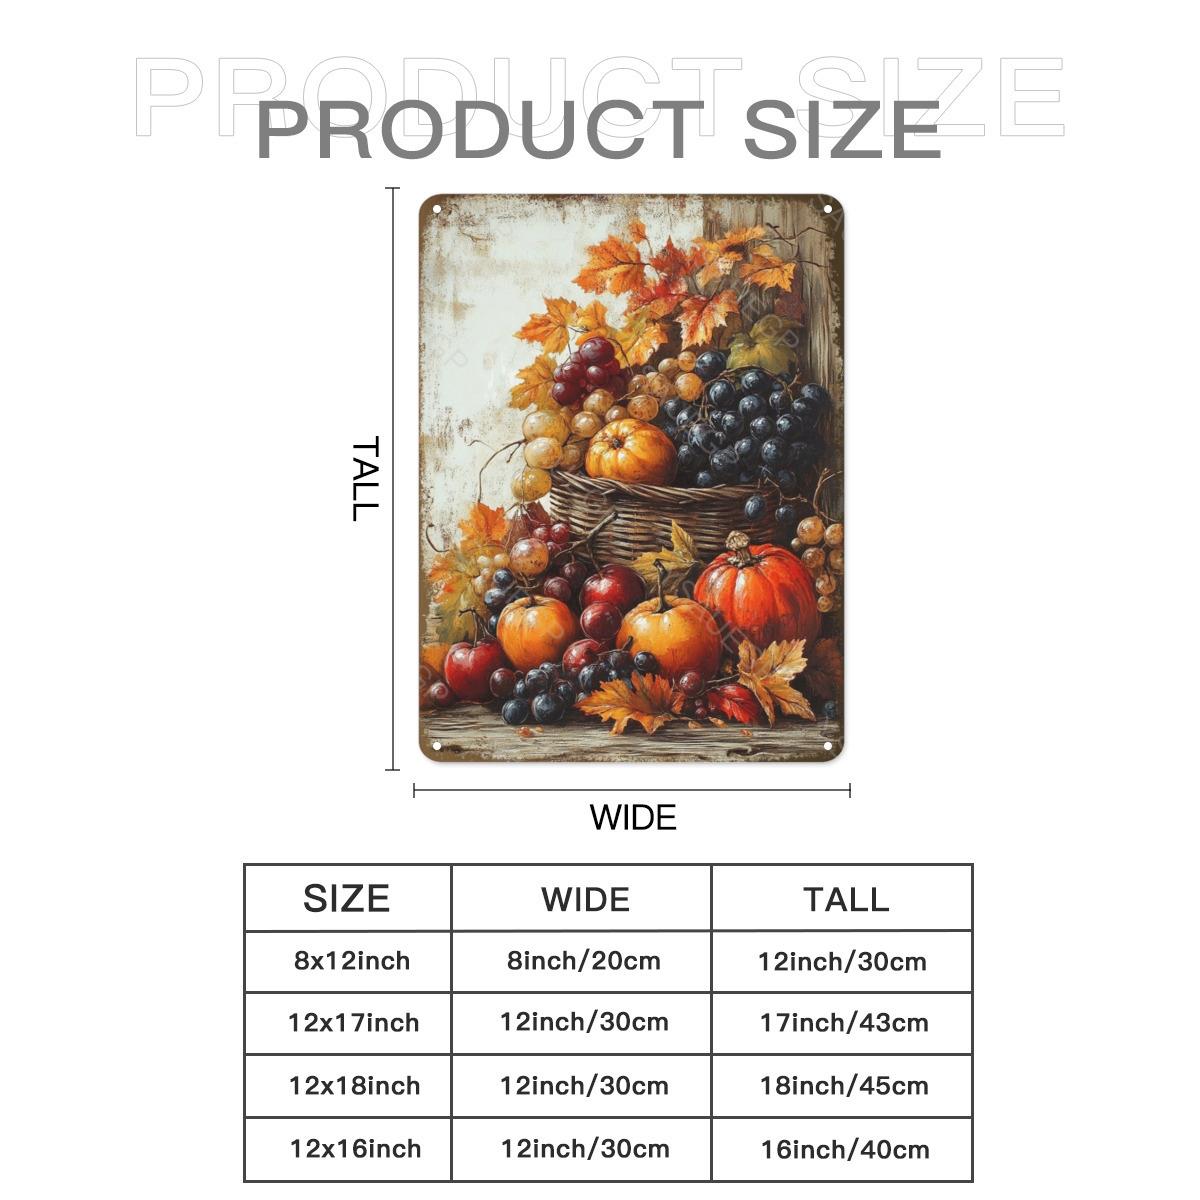 PRODUCT SIZE
PRODUCT SIZE
TALL
WIDE
SIZE WIDE TALL
8x12inch 8inch/20cm 12inch/30cm
12x17inch 12inch/30cm 17inch/43cm
12x18inch 12inch/30cm 18inch/45cm
12x16inch 12inch/30cm 16inch/40cm